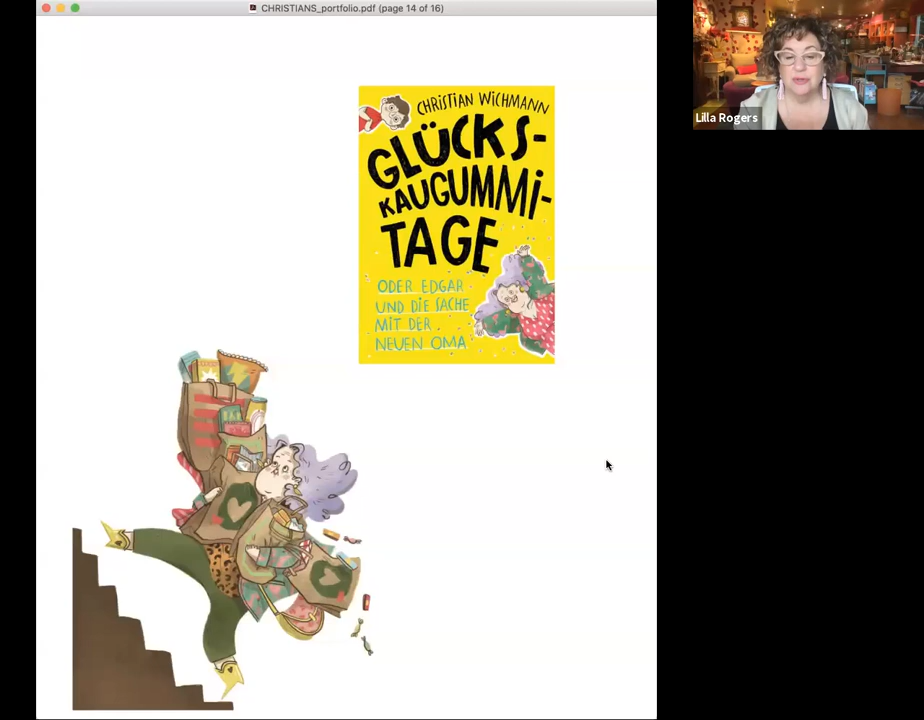 CHRISTIANS_portfolio.pdf (page 14 of 16)
CHRISTIAN WICHMANN
GLÜCKS-
KAUGUMMI-
TAGE
ODER EDGAR
UND DIE SACHE
MIT DER
NEUEN OMA
Lilla Rogers